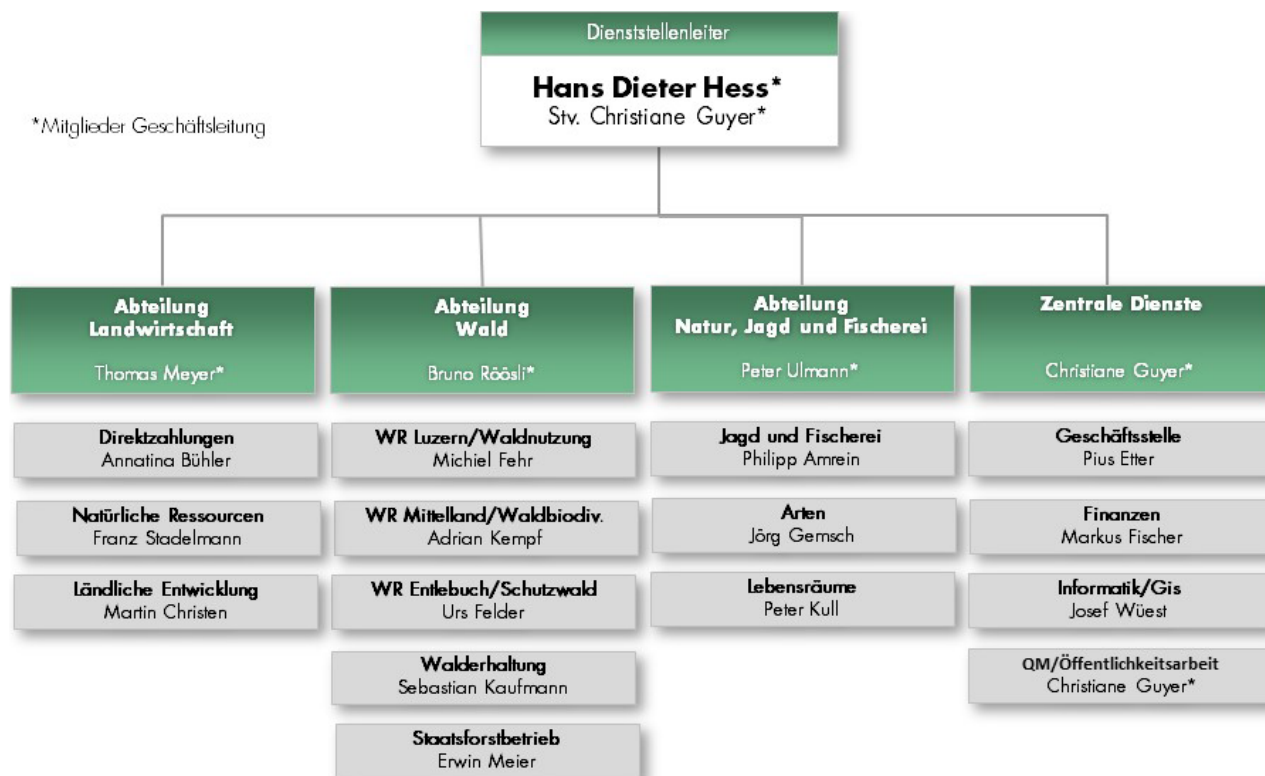 Dienststellenleiter
Hans Dieter Hess*
Stv. Christiane Guyer*
*Mitglieder Geschäftsleitung
Abteilung
Landwirtschaft
Thomas Meyer*
Abteilung
Wald
Bruno Röösli*
Abteilung
Natur, Jagd und Fischerei
Peter Ulmann*
Zentrale Dienste
Christiane Guyer*
Direktzahlungen
Annatina Bühler
Natürliche Ressourcen
Franz Stadelmann
Ländliche Entwicklung
Martin Christen
WR Luzern/Waldnutzung
Michiel Fehr
WR Mittelland/Waldbiodiv.
Adrian Kempf
WR Entlebuch/Schutzwald
Urs Felder
Walderhaltung
Sebastian Kaufmann
Staatsforstbetrieb
Erwin Meier
Jagd und Fischerei
Philipp Amrein
Arten
Jörg Gemsch
Lebensräume
Peter Kull
Geschäftsstelle
Pius Etter
Finanzen
Markus Fischer
Informatik/Gis
Josef Wüest
QM/Öffentlichkeitsarbeit
Christiane Guyer*